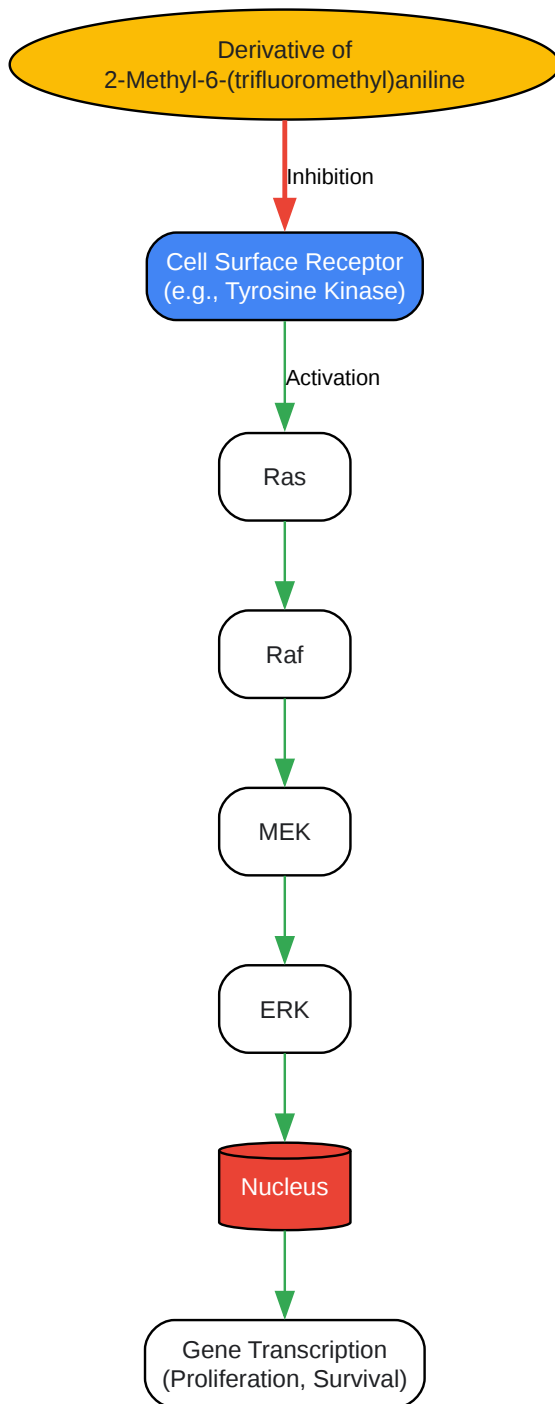 Derivative of
2-Methyl-6-(trifluoromethyl)aniline
Inhibition
Cell Surface Receptor
(e.g., Tyrosine Kinase)
Activation
Ras
Raf
MEK
ERK
Nucleus
Gene Transcription
(Proliferation, Survival)